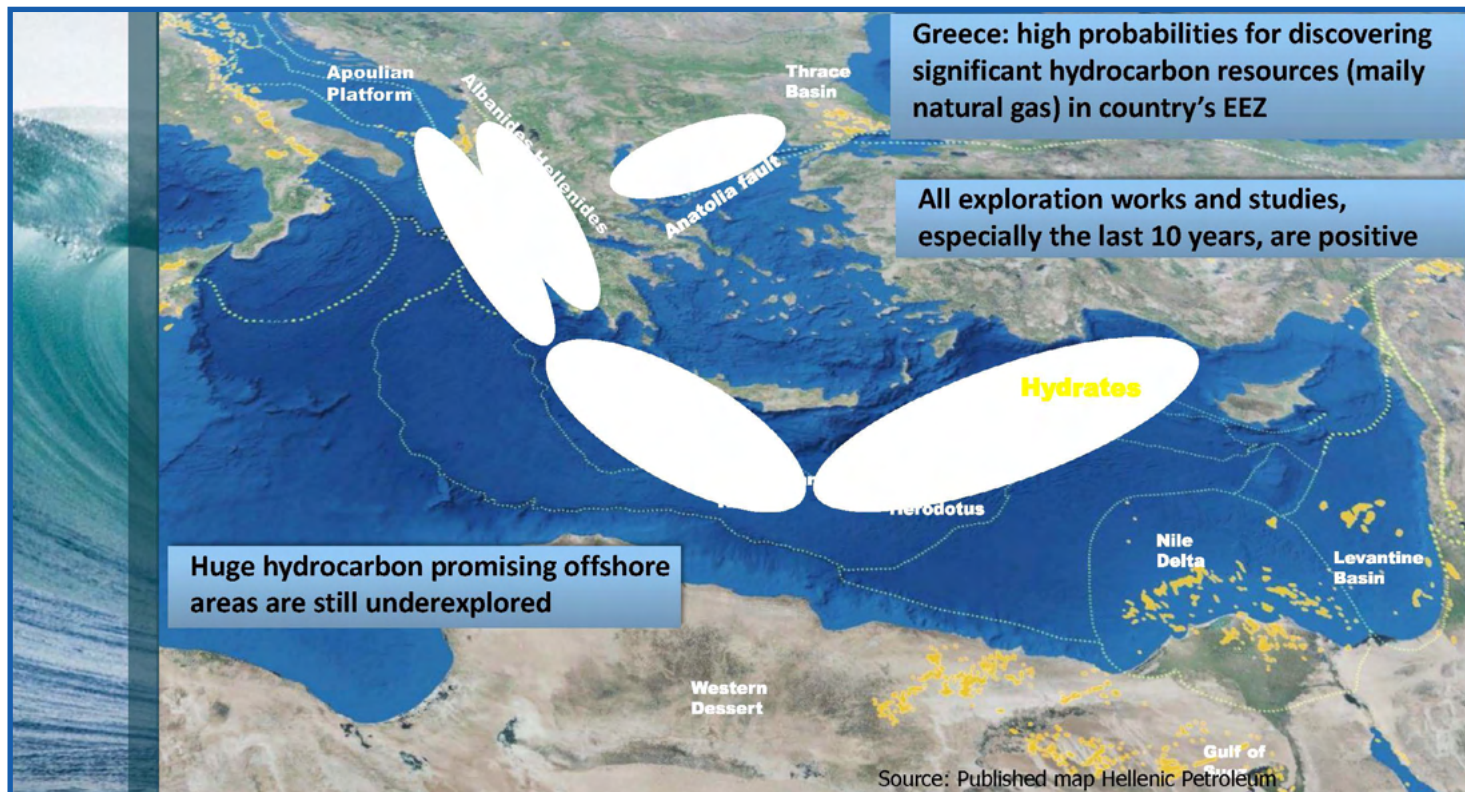 Greece: high probabilities for discovering
significant hydrocarbon resources (maily
natural gas) in country's EEZ
Apoulian
Platform
Albanides Hellenides
Thrace
Basin
Anatolia fault
All exploration works and studies,
especially the last 10 years, are positive
Hydrates
Herodotus
Nile
Delta
Levantine
Basin
Huge hydrocarbon promising offshore
areas are still underexplored
Western
Dessert
Gulf of
Source: Published map Hellenic Petroleum